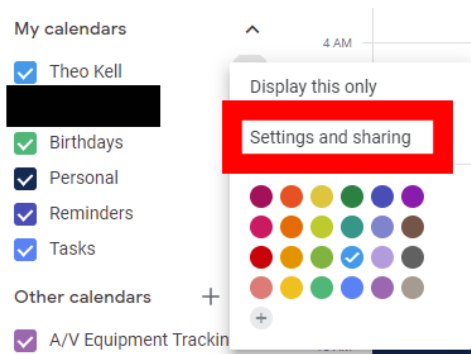 My calendars
4 AM
Theo Kell
Display this only
Settings and sharing
Birthdays
Personal
Reminders
Tasks
Other calendars
A/V Equipment Trackin